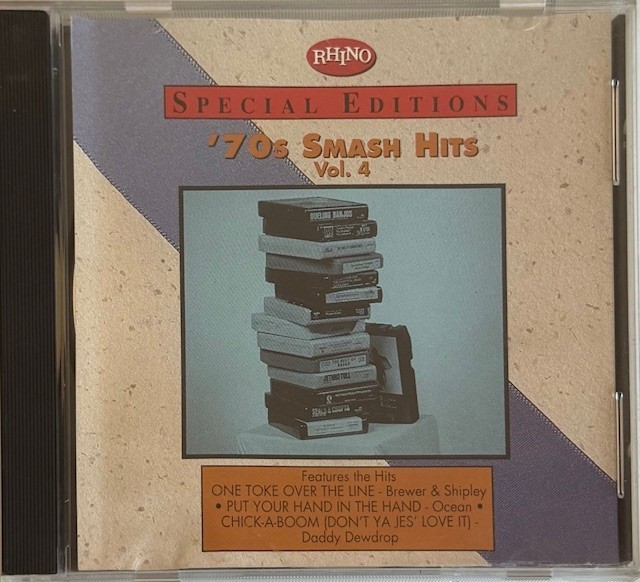 RHINO
SPECIAL EDITIONS
'70s SMASH HITS
Vol. 4
DUELING BANJOS
JETHRO TULL
SEALS & CROFTS
Features the Hits
ONE TOKE OVER THE LINE - Brewer & Shipley
• PUT YOUR HAND IN THE HAND - Ocean •
CHICK-A-BOOM (DON'T YA JES' LOVE IT) -
Daddy Dewdrop